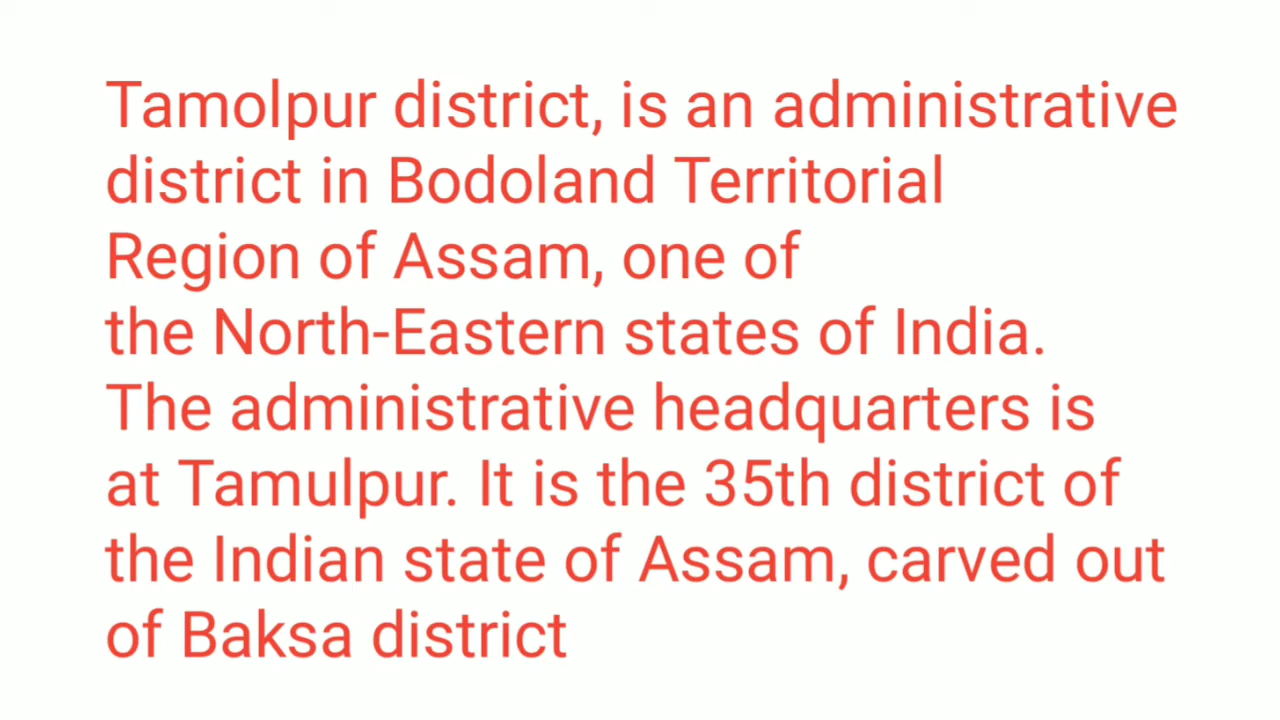 Tamolpur district, is an administrative
district in Bodoland Territorial
Region of Assam, one of
the North-Eastern states of India.
The administrative headquarters is
at Tamulpur. It is the 35th district of
the Indian state of Assam, carved out
of Baksa district